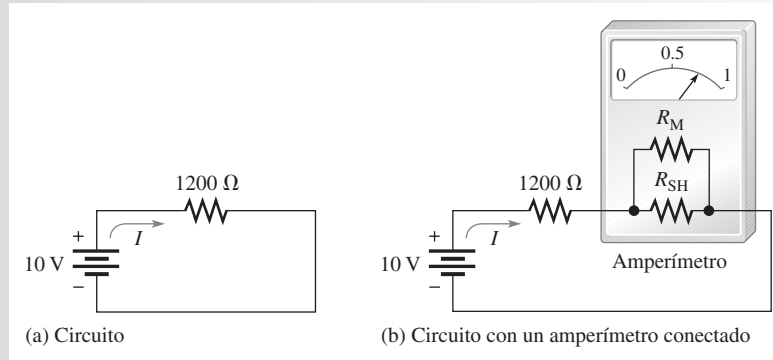 0 0.5 1
R_M
1200 Ω
R_SH
+
I
10 V
−
(a) Circuito
1200 Ω
+
I
10 V
−
Amperímetro
(b) Circuito con un amperímetro conectado